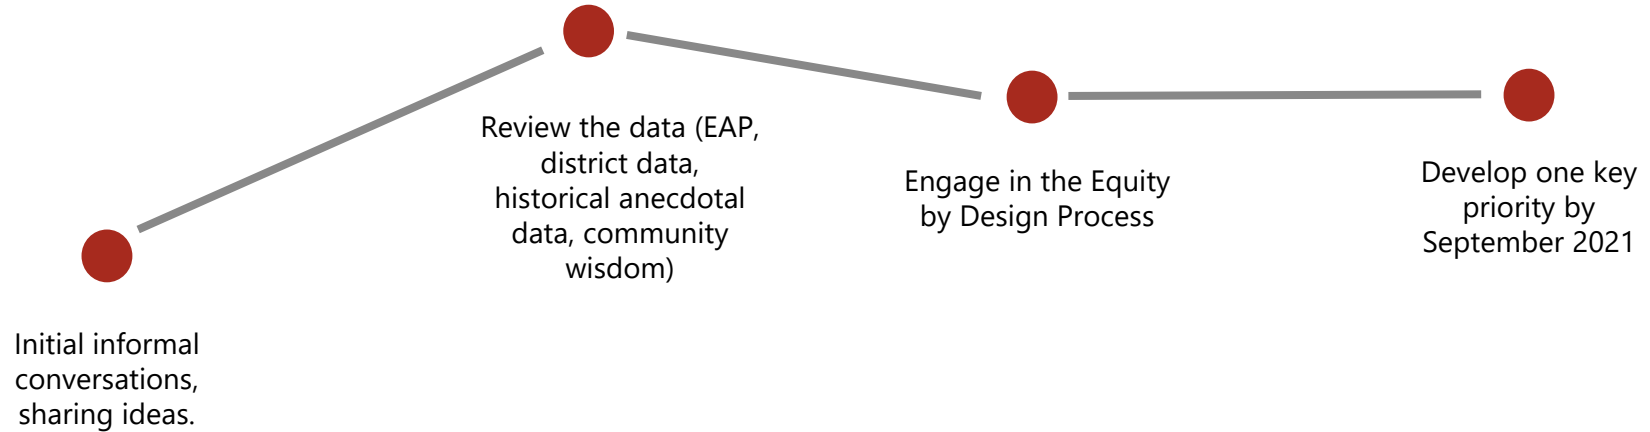 Initial informal
conversations,
sharing ideas.
Review the data (EAP,
district data,
historical anecdotal
data, community
wisdom)
Engage in the Equity
by Design Process
Develop one key
priority by
September 2021